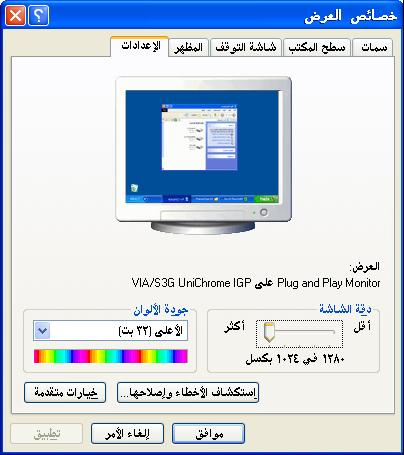 خصائص العرض
سمات
سطح المكتب
شاشة التوقف
المظهر
الإعدادات
العرض:
Plug and Play Monitor على VIA/S3G UniChrome IGP
دقة الشاشة
أقل
أكثر
١٢٨٠ في ١٠٢٤ بكسل
جودة الألوان
الأعلى (٣٢ بت)
إستكشاف الأخطاء وإصلاحها...
خيارات متقدمة
موافق
إلغاء الأمر
تطبيق